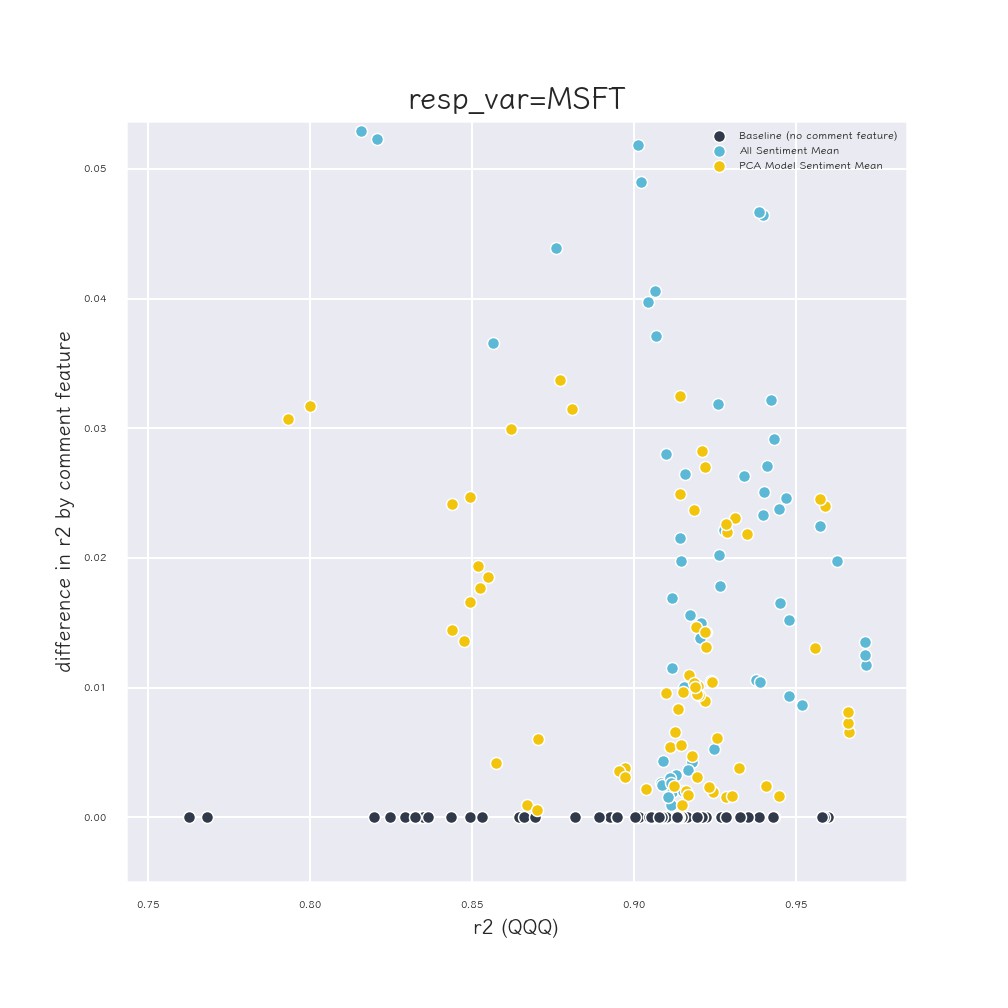 resp_var=MSFT
Baseline (no comment feature)
All Sentiment Mean
PCA Model Sentiment Mean
difference in r2 by comment feature
0.05
0.04
0.03
0.02
0.01
0.00
0.75 0.80 0.85 0.90 0.95
r2 (QQQ)